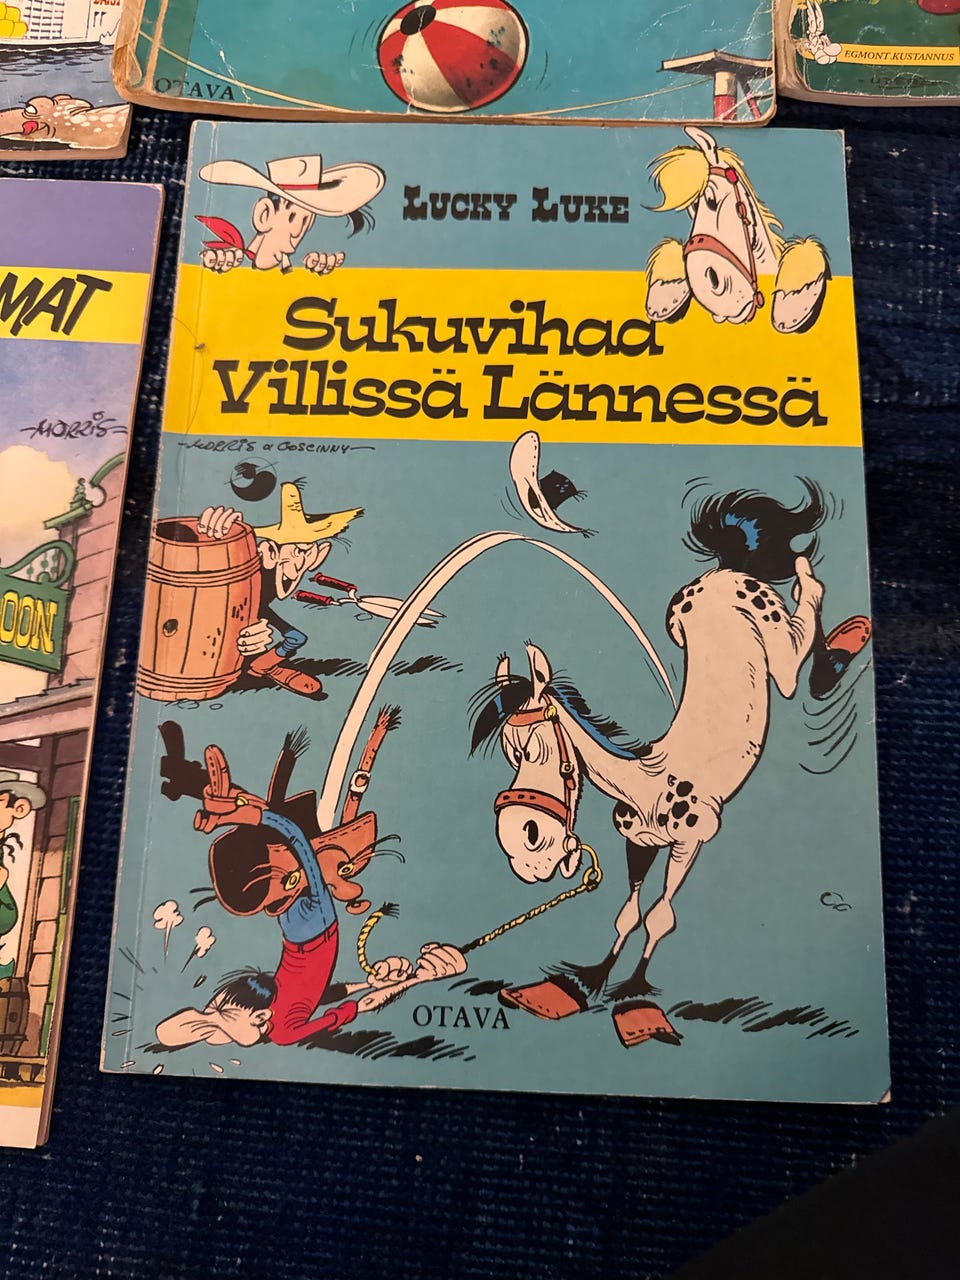 OTAVA
EGMONT KUSTANNUS
LUCKY LUKE
Sukuvihaa
Villissä Lännessä
MORRIS & GOSCINNY
OTAVA
MAT
MORRIS
OON